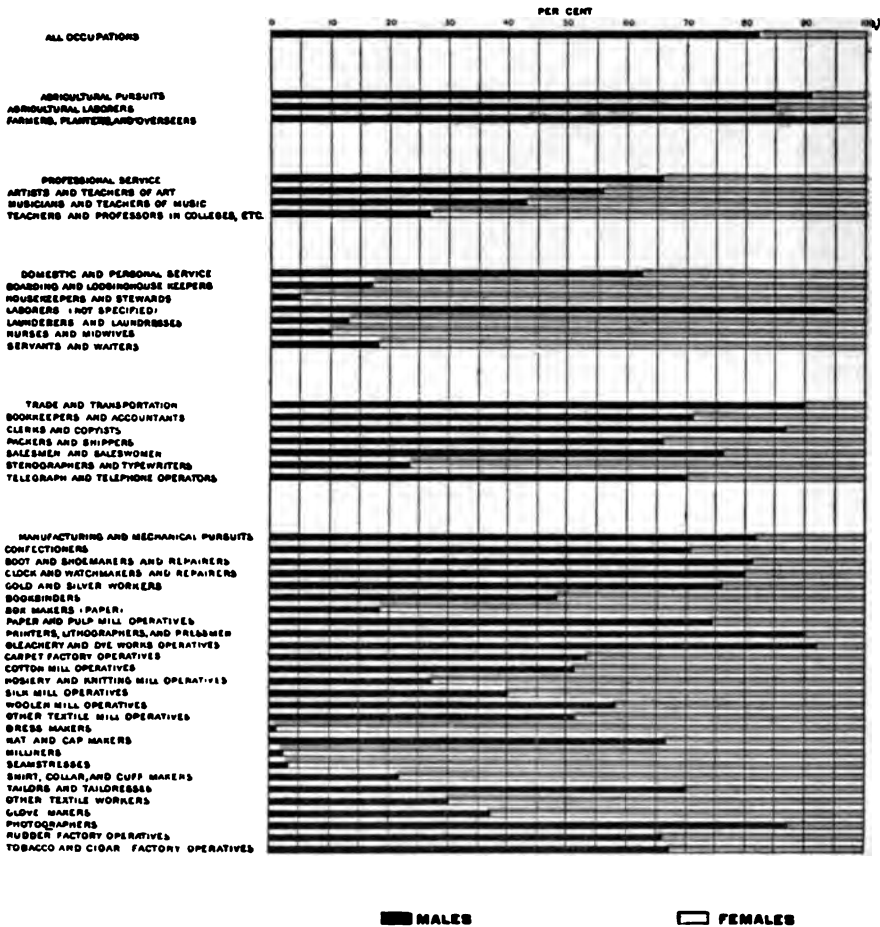 PER CENT
0 10 20 30 40 50 60 70 80 90 100
ALL OCCUPATIONS
AGRICULTURAL PURSUITS
AGRICULTURAL LABORERS
FARMERS, PLANTERS, AND OVERSEERS
PROFESSIONAL SERVICE
ARTISTS AND TEACHERS OF ART
MUSICIANS AND TEACHERS OF MUSIC
TEACHERS AND PROFESSORS IN COLLEGES, ETC.
DOMESTIC AND PERSONAL SERVICE
BOARDING AND LODGINGHOUSE KEEPERS
HOUSEKEEPERS AND STEWARDS
LABORERS (NOT SPECIFIED)
LAUNDERERS AND LAUNDRESSES
NURSES AND MIDWIVES
SERVANTS AND WAITERS
TRADE AND TRANSPORTATION
BOOKKEEPERS AND ACCOUNTANTS
CLERKS AND COPYISTS
PACKERS AND SHIPPERS
SALESMEN AND SALESWOMEN
STENOGRAPHERS AND TYPEWRITERS
TELEGRAPH AND TELEPHONE OPERATORS
MANUFACTURING AND MECHANICAL PURSUITS
CONFECTIONERS
BOOT AND SHOEMAKERS AND REPAIRERS
CLOCK AND WATCHMAKERS AND REPAIRERS
GOLD AND SILVER WORKERS
BOOKBINDERS
BOX MAKERS (PAPER)
PAPER AND PULP MILL OPERATIVES
PRINTERS, LITHOGRAPHERS, AND PRESSMEN
BLEACHERY AND DYE WORKS OPERATIVES
CARPET FACTORY OPERATIVES
COTTON MILL OPERATIVES
HOSIERY AND KNITTING MILL OPERATIVES
SILK MILL OPERATIVES
WOOLEN MILL OPERATIVES
OTHER TEXTILE MILL OPERATIVES
DRESS MAKERS
HAT AND CAP MAKERS
MILLINERS
SEAMSTRESSES
SHIRT, COLLAR, AND CUFF MAKERS
TAILORS AND TAILORESSES
OTHER TEXTILE WORKERS
GLOVE MAKERS
PHOTOGRAPHERS
RUBBER FACTORY OPERATIVES
TOBACCO AND CIGAR FACTORY OPERATIVES
MALES FEMALES